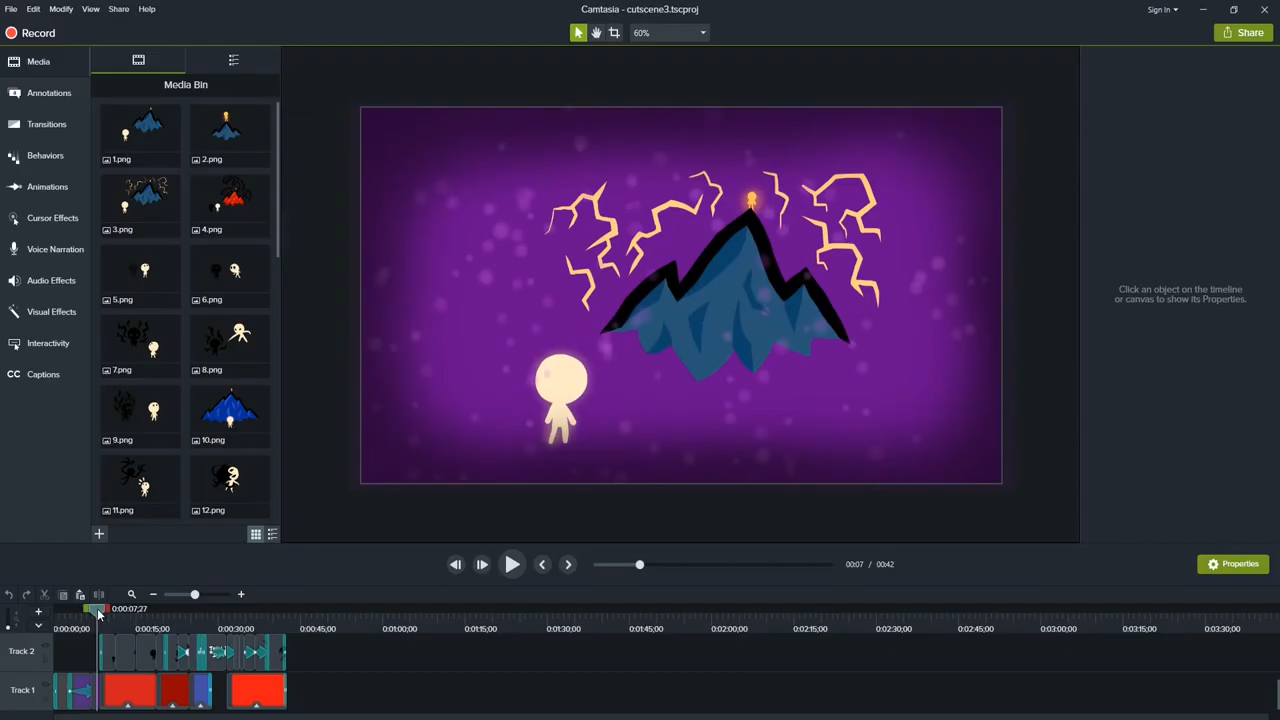 File Edit Modify View Share Help
Camtasia - cutscene3.tscproj
Sign In
Record
60%
Share
Media
Annotations
Transitions
Behaviors
Animations
Cursor Effects
Voice Narration
Audio Effects
Visual Effects
Interactivity
CC Captions
Media Bin
1.png 2.png
3.png 4.png
5.png 6.png
7.png 8.png
9.png 10.png
11.png 12.png
Click an object on the timeline
or canvas to show its Properties.
00:07 / 00:42
Properties
0:00:07;27
0:00:00;00 0:00:15;00 0:00:30;00 0:00:45;00 0:01:00;00 0:01:15;00 0:01:30;00 0:01:45;00 0:02:00;00 0:02:15;00 0:02:30;00 0:02:45;00 0:03:00;00 0:03:15;00 0:03:30;00
Track 2
Track 1